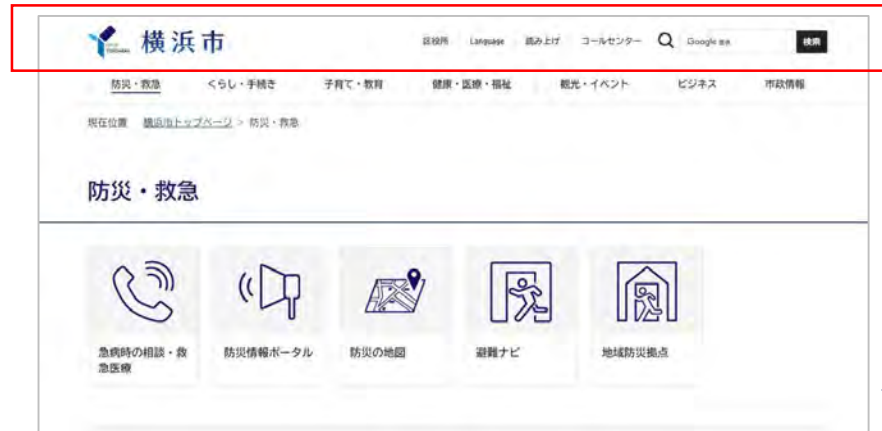 横浜市
区役所 Language 読み上げ コールセンター Google 検索
防災・救急 くらし・手続き 子育て・教育 健康・医療・福祉 観光・イベント ビジネス 市政情報
現在位置 横浜市トップページ > 防災・救急
防災・救急
急病時の相談・救
急医療
防災情報ポータル
防災の地図
避難ナビ
地域防災拠点